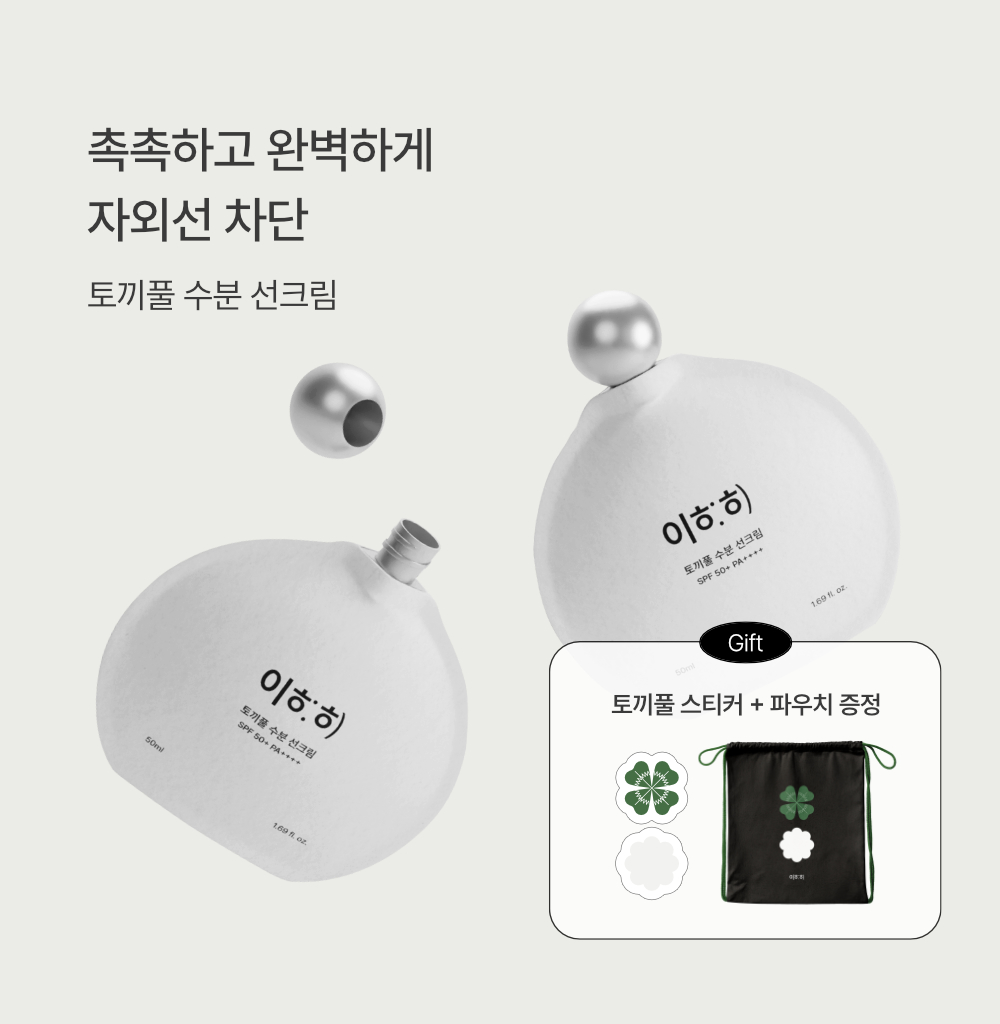 촉촉하고 완벽하게
자외선 차단
토끼풀 수분 선크림
이ㅎ.ㅎ)
토끼풀 수분 선크림
SPF 50+ PA++++
1.69 fl. oz.
50ml
이ㅎ.ㅎ)
토끼풀 수분 선크림
SPF 50+ PA++++
50ml
1.69 fl. oz.
Gift
토끼풀 스티커 + 파우치 증정